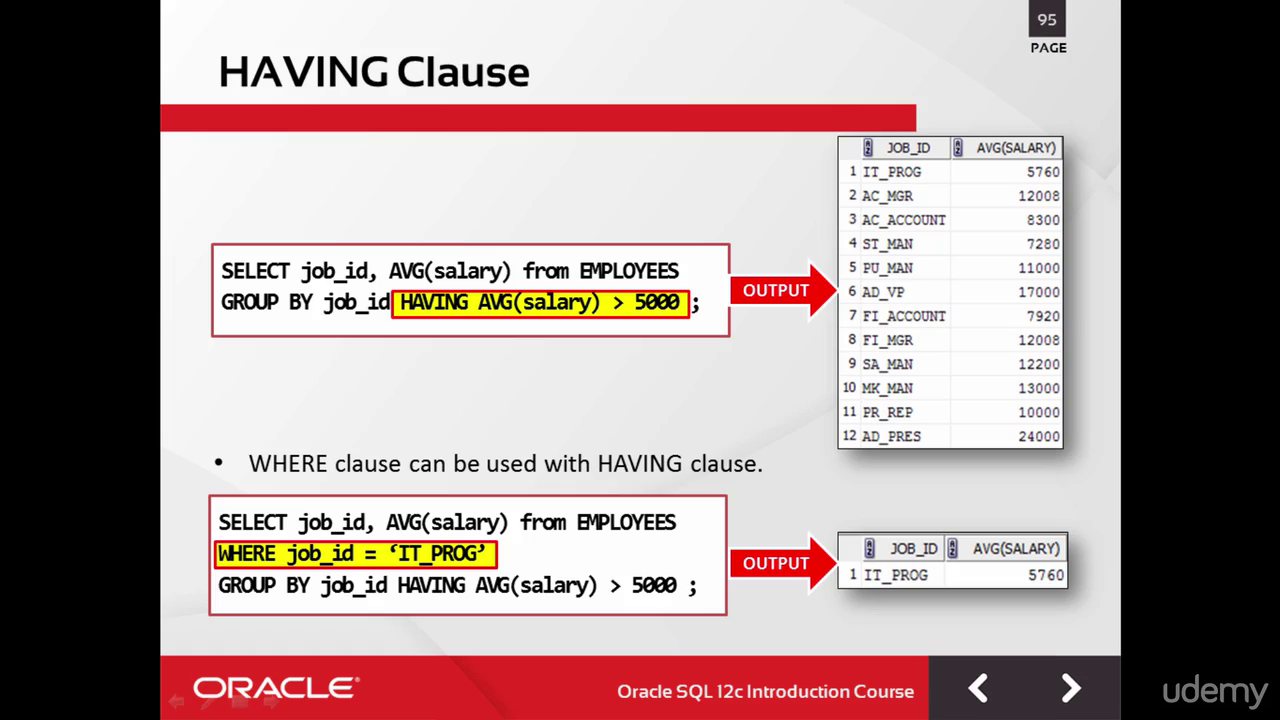 95
PAGE
HAVING Clause
SELECT job_id, AVG(salary) from EMPLOYEES
GROUP BY job_id HAVING AVG(salary) > 5000 ;
OUTPUT
JOB_ID AVG(SALARY)
1 IT_PROG 5760
2 AC_MGR 12008
3 AC_ACCOUNT 8300
4 ST_MAN 7280
5 PU_MAN 11000
6 AD_VP 17000
7 FI_ACCOUNT 7920
8 FI_MGR 12008
9 SA_MAN 12200
10 MK_MAN 13000
11 PR_REP 10000
12 AD_PRES 24000
• WHERE clause can be used with HAVING clause.
SELECT job_id, AVG(salary) from EMPLOYEES
WHERE job_id = ‘IT_PROG’
GROUP BY job_id HAVING AVG(salary) > 5000 ;
OUTPUT
JOB_ID AVG(SALARY)
1 IT_PROG 5760
ORACLE®
Oracle SQL 12c Introduction Course
udemy